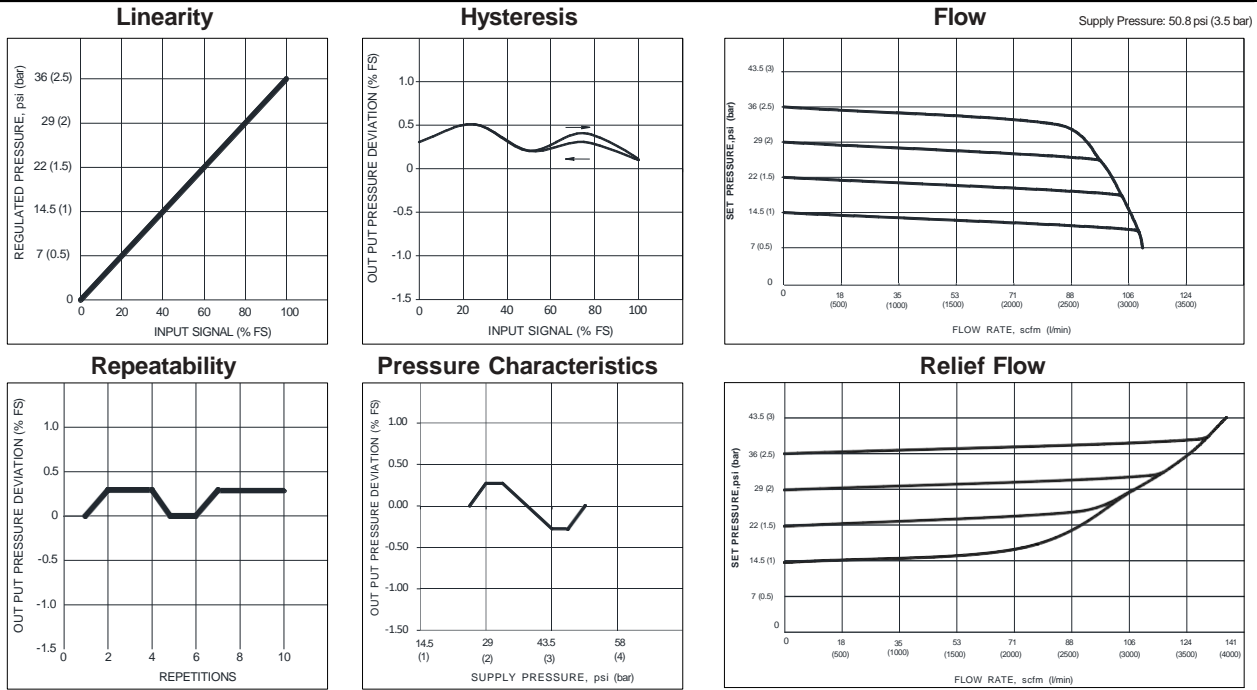 Linearity
REGULATED PRESSURE, psi (bar)
36 (2.5)
29 (2)
22 (1.5)
14.5 (1)
7 (0.5)
0
0 20 40 60 80 100
INPUT SIGNAL (% FS)
Hysteresis
OUT PUT PRESSURE DEVIATION (% FS)
1.0
0.5
0
-0.5
-1.0
-1.5
0 20 40 60 80 100
INPUT SIGNAL (% FS)
Flow
Supply Pressure: 50.8 psi (3.5 bar)
SET PRESSURE,psi (bar)
43.5 (3)
36 (2.5)
29 (2)
22 (1.5)
14.5 (1)
7 (0.5)
0
0 18 35 53 71 88 106 124
(500) (1000) (1500) (2000) (2500) (3000) (3500)
FLOW RATE, scfm (l/min)
Repeatability
OUT PUT PRESSURE DEVIATION (% FS)
1.0
0.5
0
-0.5
-1.0
-1.5
0 2 4 6 8 10
REPETITIONS
Pressure Characteristics
OUT PUT PRESSURE DEVIATION (% FS)
1.00
0.50
0.00
-0.50
-1.00
-1.50
14.5 29 43.5 58
(1) (2) (3) (4)
SUPPLY PRESSURE, psi (bar)
Relief Flow
SET PRESSURE,psi (bar)
43.5 (3)
36 (2.5)
29 (2)
22 (1.5)
14.5 (1)
7 (0.5)
0
0 18 35 53 71 88 106 124 141
(500) (1000) (1500) (2000) (2500) (3000) (3500) (4000)
FLOW RATE, scfm (l/min)